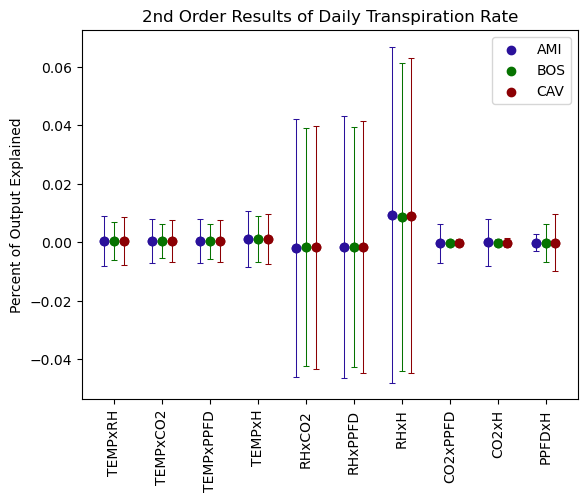 2nd Order Results of Daily Transpiration Rate
AMI
BOS
CAV
Percent of Output Explained
0.06
0.04
0.02
0.00
−0.02
−0.04
TEMPxRH
TEMPxCO2
TEMPxPPFD
TEMPxH
RHxCO2
RHxPPFD
RHxH
CO2xPPFD
CO2xH
PPFDxH